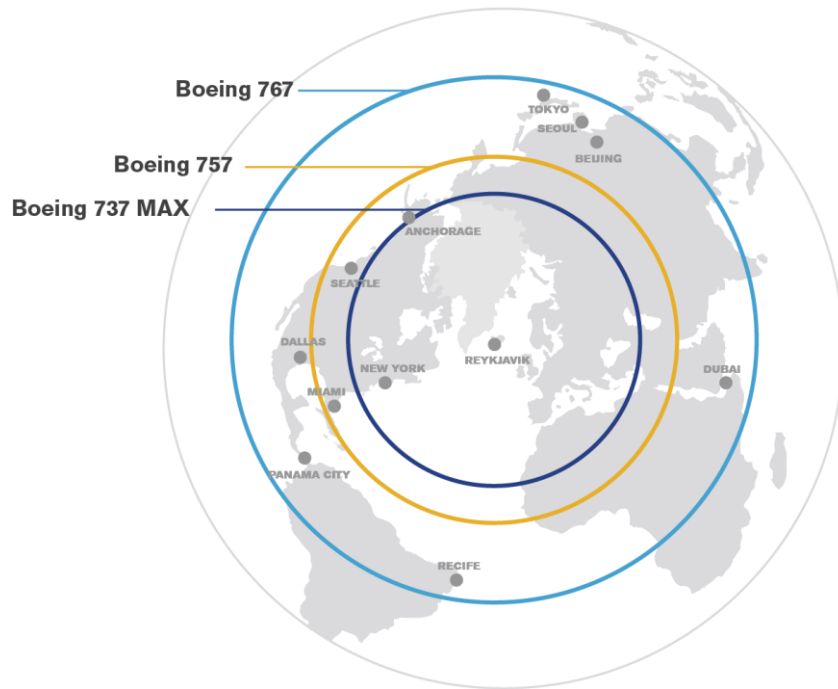 Boeing 767
TOKYO
SEOUL
Boeing 757
BEIJING
Boeing 737 MAX
ANCHORAGE
SEATTLE
DALLAS
REYKJAVIK
NEW YORK
DUBAI
MIAMI
PANAMA CITY
RECIFE